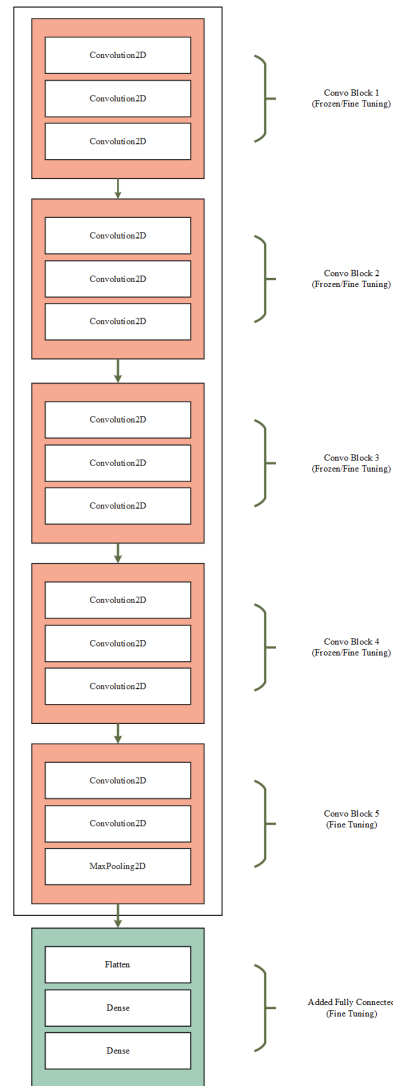 Convolution2D
Convolution2D
Convolution2D
Convo Block 1
(Frozen/Fine Tuning)
Convolution2D
Convolution2D
Convolution2D
Convo Block 2
(Frozen/Fine Tuning)
Convolution2D
Convolution2D
Convolution2D
Convo Block 3
(Frozen/Fine Tuning)
Convolution2D
Convolution2D
Convolution2D
Convo Block 4
(Frozen/Fine Tuning)
Convolution2D
Convolution2D
MaxPooling2D
Convo Block 5
(Fine Tuning)
Flatten
Dense
Dense
Added Fully Connected
(Fine Tuning)